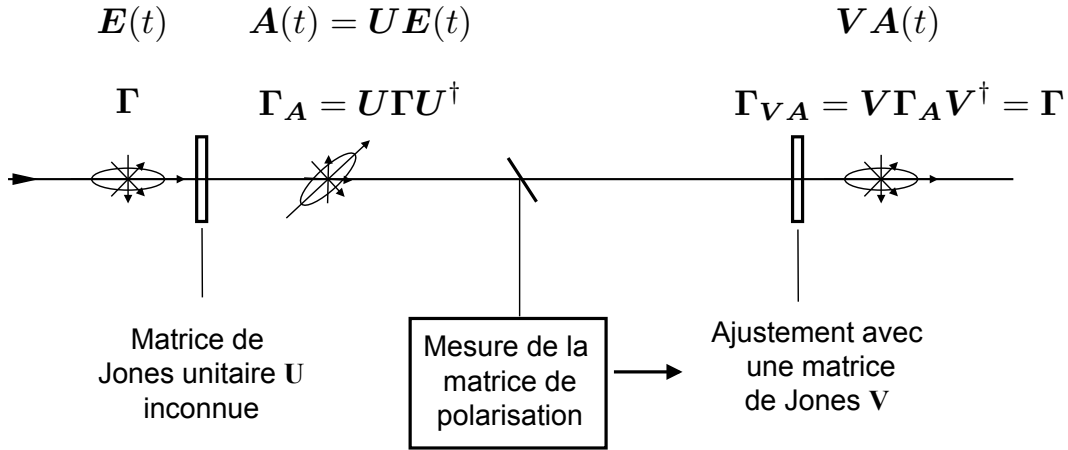 E(t) A(t) = UE(t) VA(t)
Γ Γ_A = UΓU† Γ_VA = VΓ_AV† = Γ
Matrice de
Jones unitaire U
inconnue
Mesure de la
matrice de
polarisation
Ajustement avec
une matrice
de Jones V